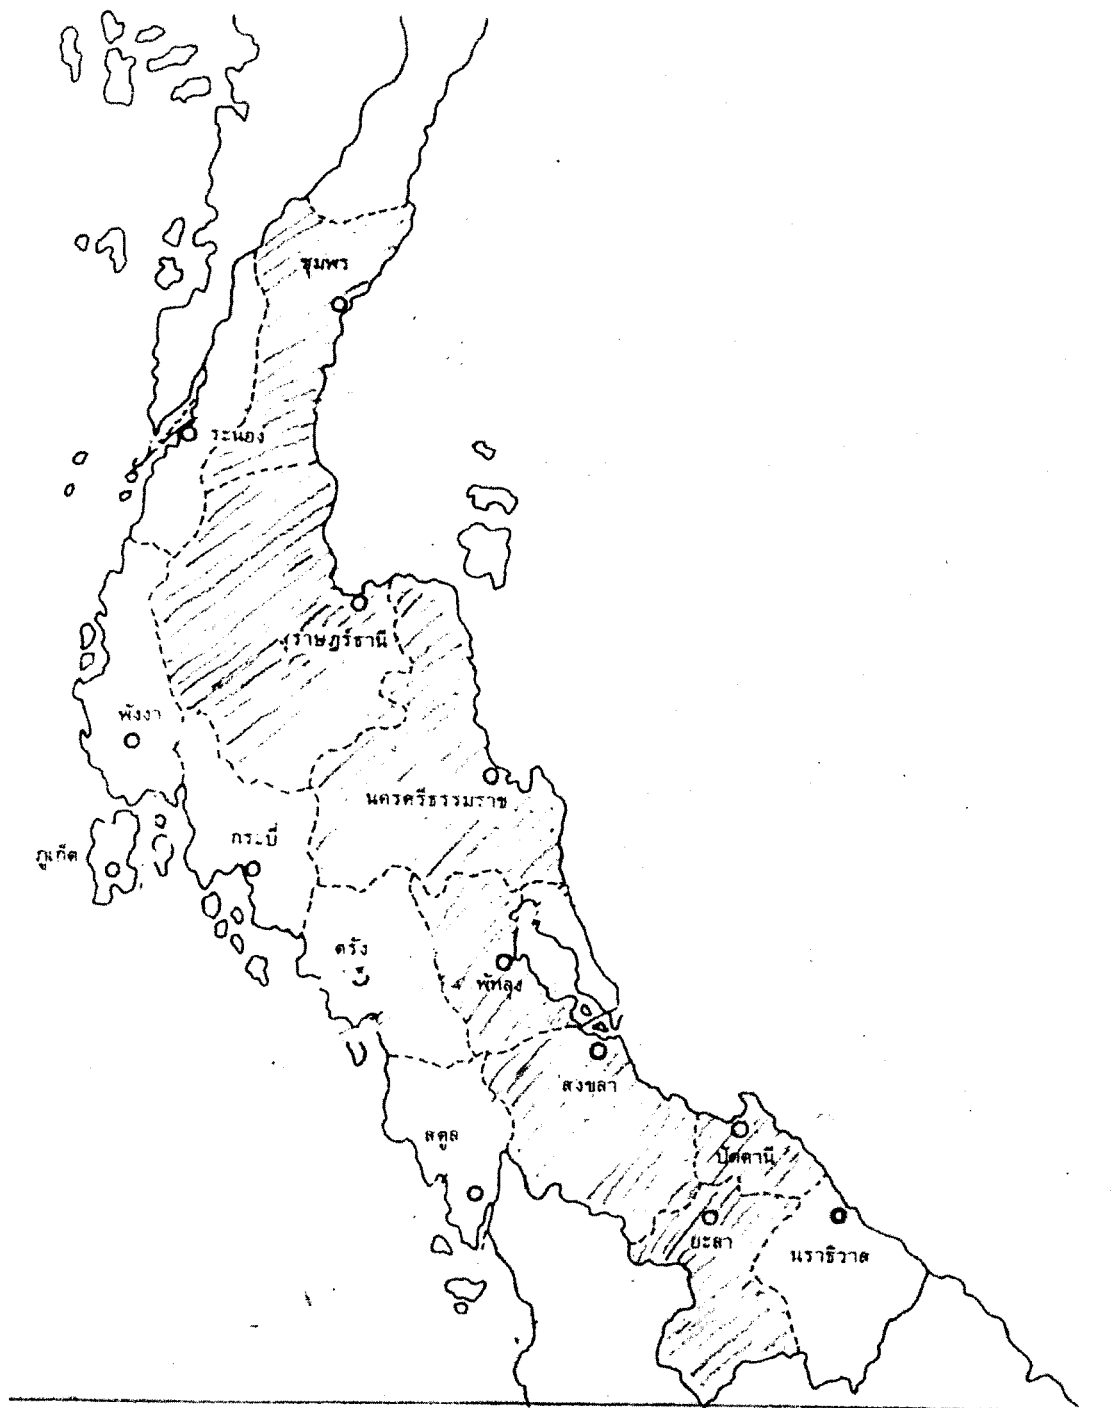 ชุมพร
ระนอง
ุราษฎร์ธานี
พังงา
นครศรีธรรมราช
กระบี่
ภูเก็ต
ตรัง
พัทลุง
สงขลา
สตูล
ปัตตานี
ยะลา
นราธิวาส